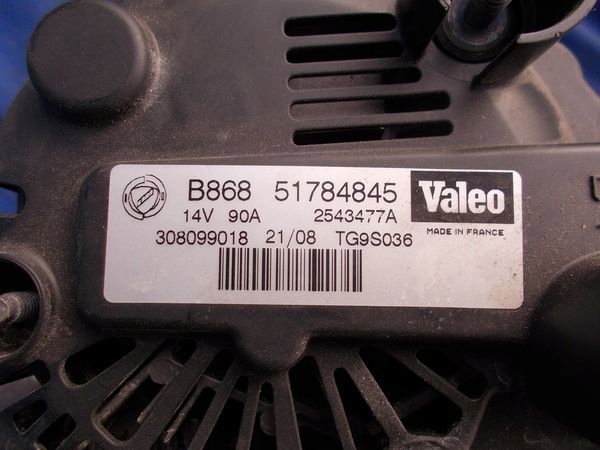 B868 51784845 Valeo
14V 90A 2543477A MADE IN FRANCE
308099018 21/08 TG9S036